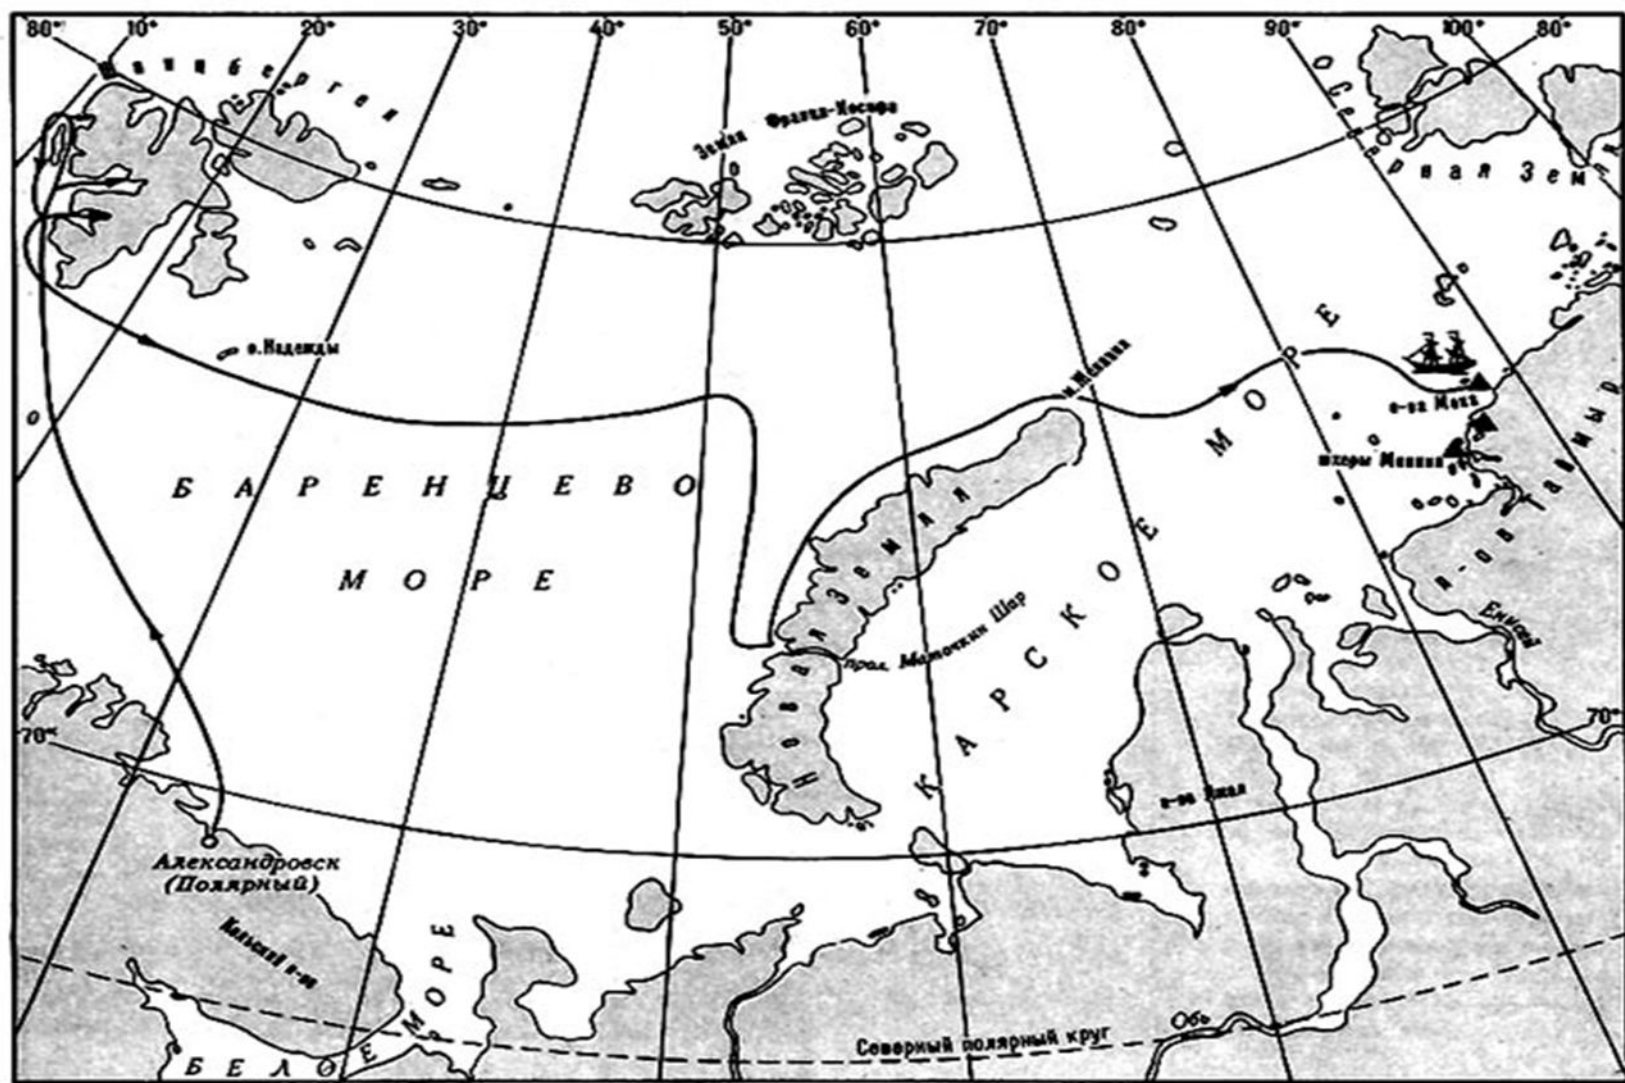 80° 10° 20° 30° 40° 50° 60° 70° 80° 90° 100° 80°
Шпицберген
Земля Франца-Иосифа
Северная Земля
о.Надежды
м.Желания
о-ва Мона
шхеры Минина
БАРЕНЦЕВО
МОРЕ
КАРСКОЕ МОРЕ
НОВАЯ ЗЕМЛЯ
прол. Маточкин Шар
п-ов Таймыр
Енисей
70°
70°
п-ов Ямал
Александровск
(Полярный)
Кольский п-ов
БЕЛОЕ МОРЕ
Северный полярный круг
Обь